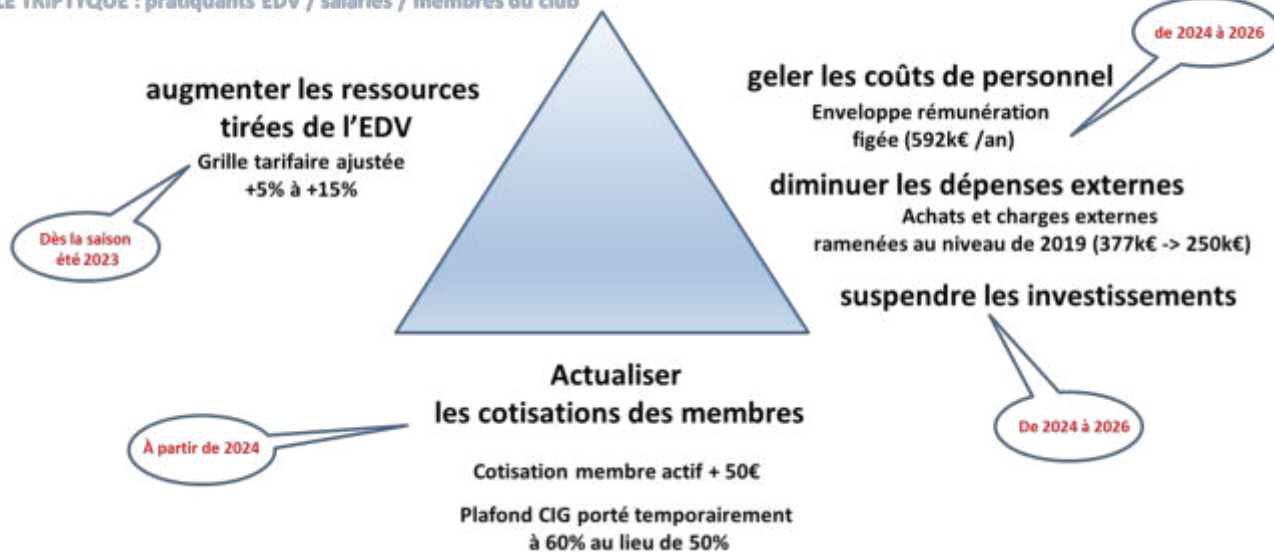 LE TRIPTYQUE : pratiquants EDV / salariés / membres du club
de 2024 à 2026
augmenter les ressources
tirées de l'EDV
Grille tarifaire ajustée
+5% à +15%
Dès la saison
été 2023
geler les coûts de personnel
Enveloppe rémunération
figée (592k€ /an)
diminuer les dépenses externes
Achats et charges externes
ramenées au niveau de 2019 (377k€ -> 250k€)
suspendre les investissements
De 2024 à 2026
Actualiser
les cotisations des membres
À partir de 2024
Cotisation membre actif + 50€
Plafond CIG porté temporairement
à 60% au lieu de 50%